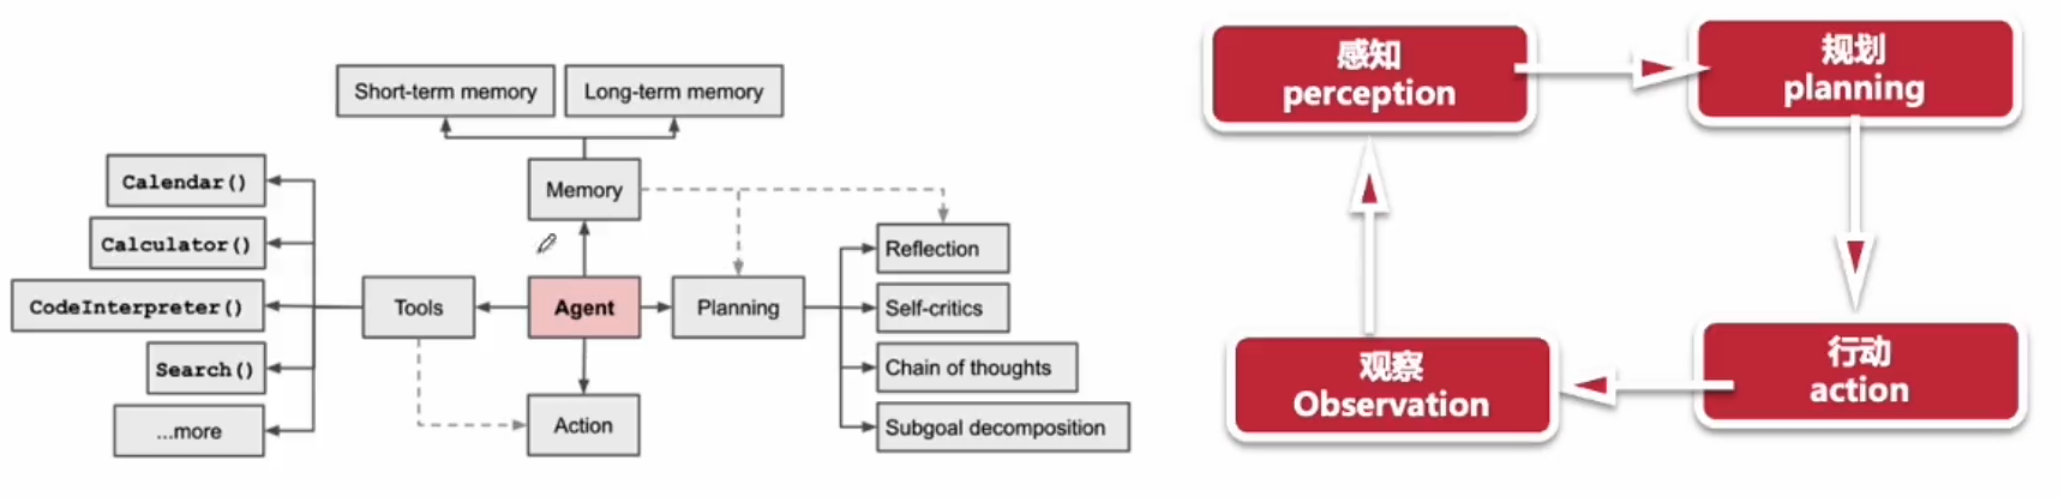 Short-term memory
Long-term memory
Calendar()
Calculator()
CodeInterpreter()
Search()
...more
Memory
Tools
Agent
Planning
Action
Reflection
Self-critics
Chain of thoughts
Subgoal decomposition
感知
perception
规划
planning
行动
action
观察
Observation